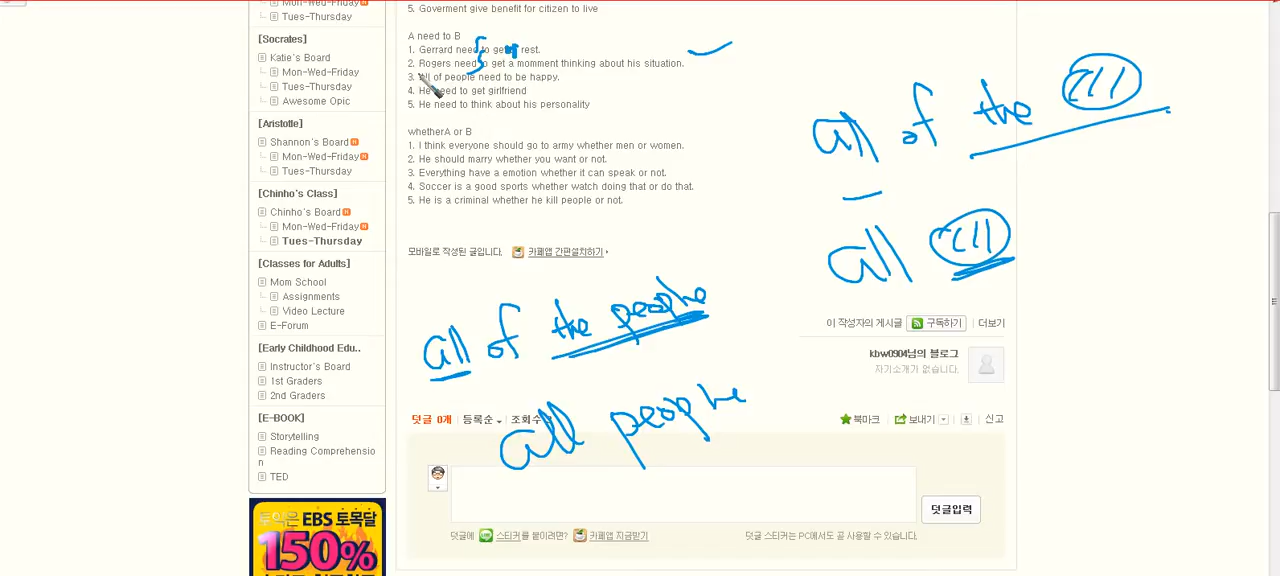 Mon-Wed-Friday
Tues-Thursday
[Socrates]
Katie's Board
Mon-Wed-Friday
Tues-Thursday
Awesome Opic
[Aristotle]
Shannon's Board
Mon-Wed-Friday
Tues-Thursday
[Chinho's Class]
Chinho's Board
Mon-Wed-Friday
Tues-Thursday
[Classes for Adults]
Mom School
Assignments
Video Lecture
E-Forum
[Early Childhood Edu..
Instructor's Board
1st Graders
2nd Graders
[E-BOOK]
Storytelling
Reading Comprehension
TED
토익은 EBS 토목달
150%
5. Goverment give benefit for citizen to live
A need to B
1. Gerrard need to get rest.
2. Rogers need to get a momment thinking about his situation.
3. All of people need to be happy.
4. He need to get girlfriend
5. He need to think about his personality
whetherA or B
1. I think everyone should go to army whether men or women.
2. He should marry whether you want or not.
3. Everything have a emotion whether it can speak or not.
4. Soccer is a good sports whether watch doing that or do that.
5. He is a criminal whether he kill people or not.
모바일로 작성된 글입니다. 카페앱 간편설치하기
all of the
all
all of the people
all people
이 작성자의 게시글 구독하기 더보기
kbw0904님의 블로그
자기소개가 없습니다.
댓글 0개 등록순 조회수 북마크 보내기 신고
댓글입력
댓글에 스티커를 붙이려면? 카페앱 지금받기 댓글 스티커는 PC에서도 곧 사용할 수 있습니다.